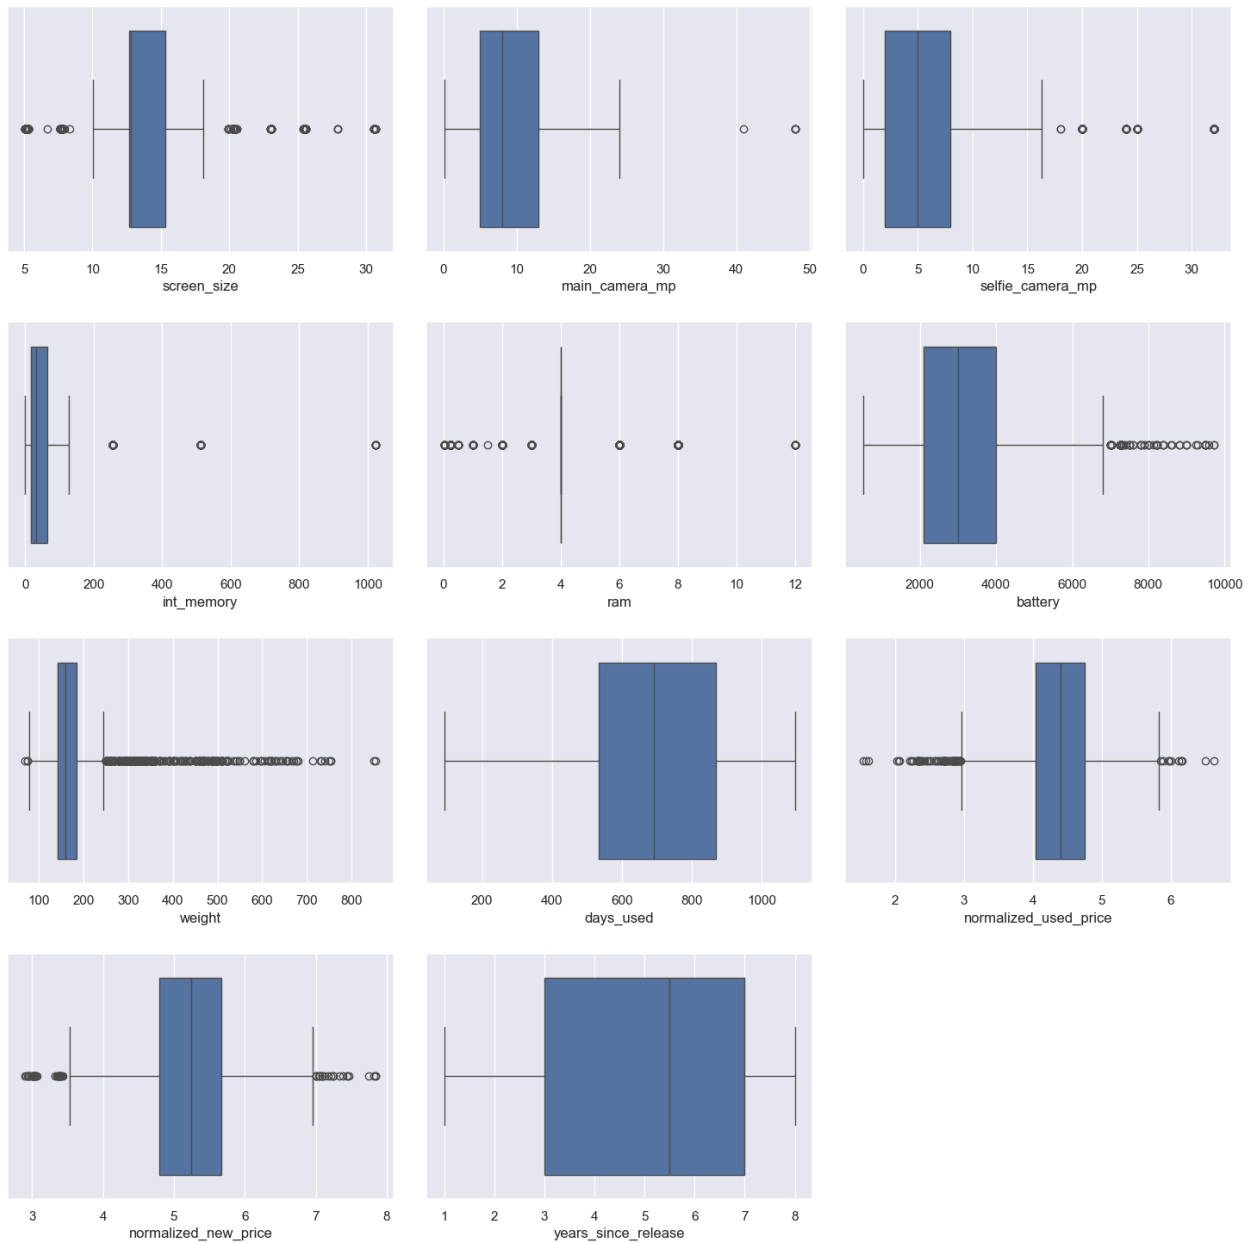 5 10 15 20 25 30
screen_size
0 10 20 30 40 50
main_camera_mp
0 5 10 15 20 25 30
selfie_camera_mp
0 200 400 600 800 1000
int_memory
0 2 4 6 8 10 12
ram
2000 4000 6000 8000 10000
battery
100 200 300 400 500 600 700 800
weight
200 400 600 800 1000
days_used
2 3 4 5 6
normalized_used_price
3 4 5 6 7 8
normalized_new_price
1 2 3 4 5 6 7 8
years_since_release